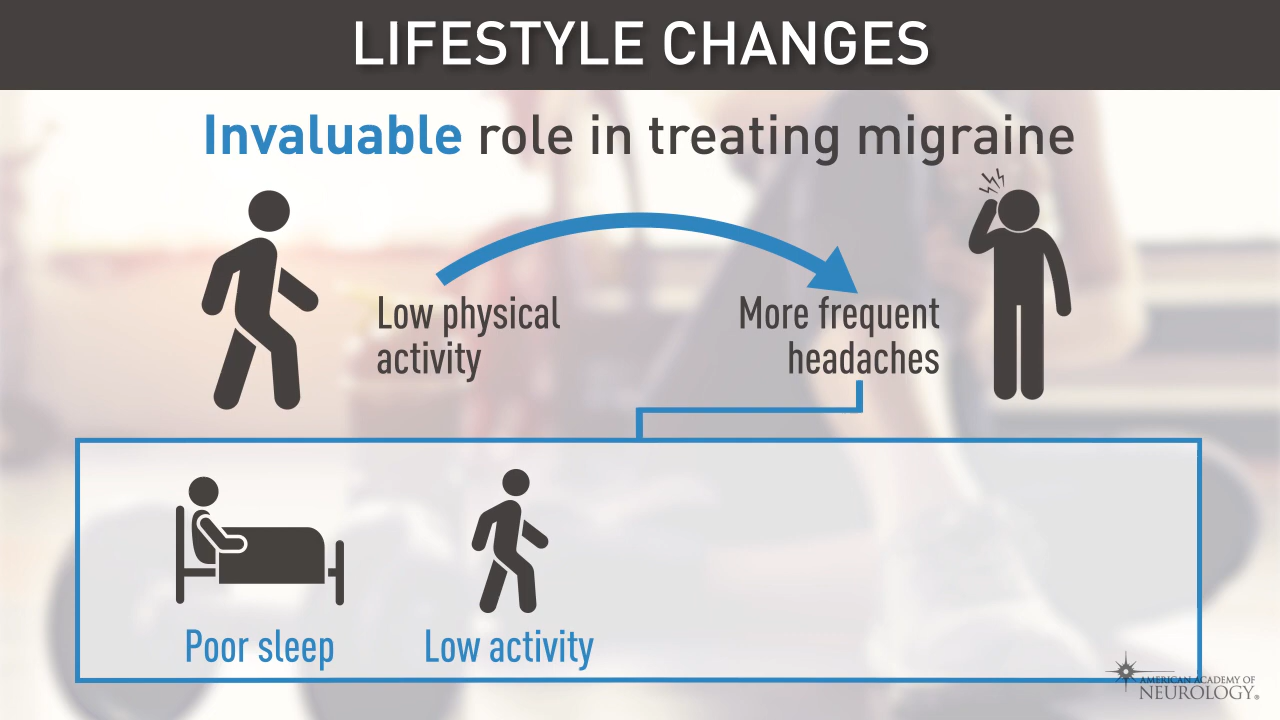 LIFESTYLE CHANGES
Invaluable role in treating migraine
Low physical
activity
More frequent
headaches
Poor sleep
Low activity
AMERICAN ACADEMY OF
NEUROLOGY®